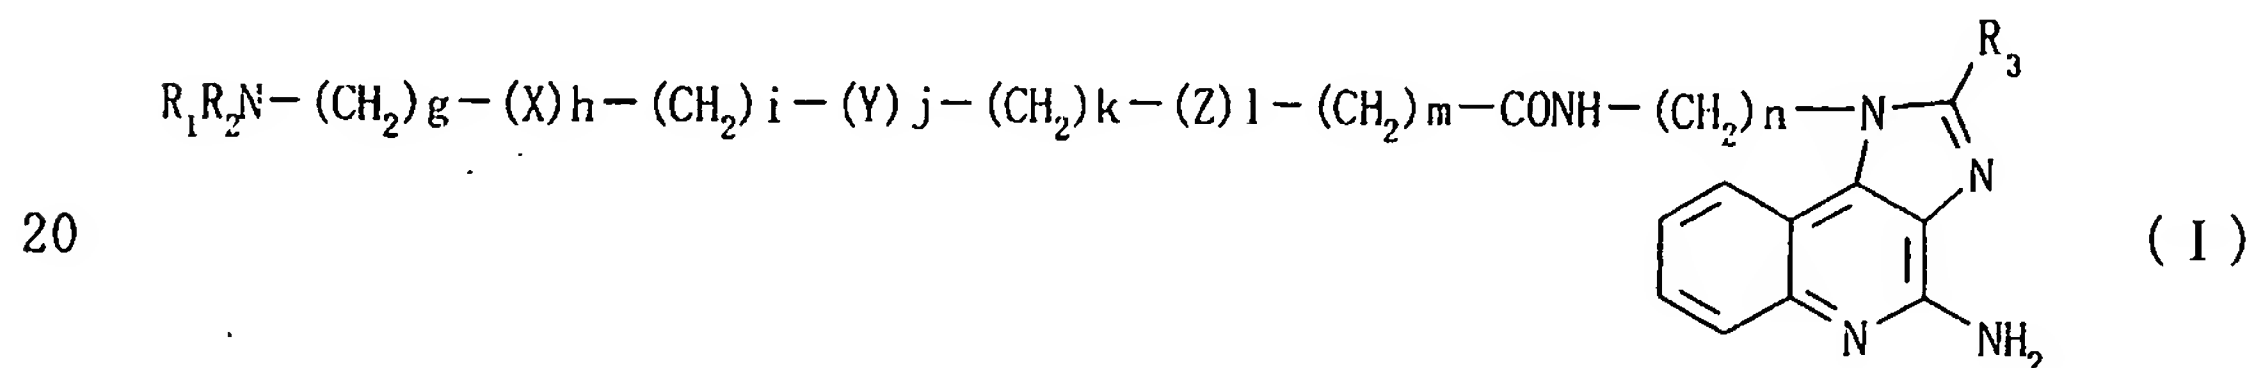 R₃
R₁R₂N-(CH₂)g-(X)h-(CH₂)i-(Y)j-(CH₂)k-(Z)l-(CH₂)m-CONH-(CH₂)n-N
N
20
(I)
N
NH₂